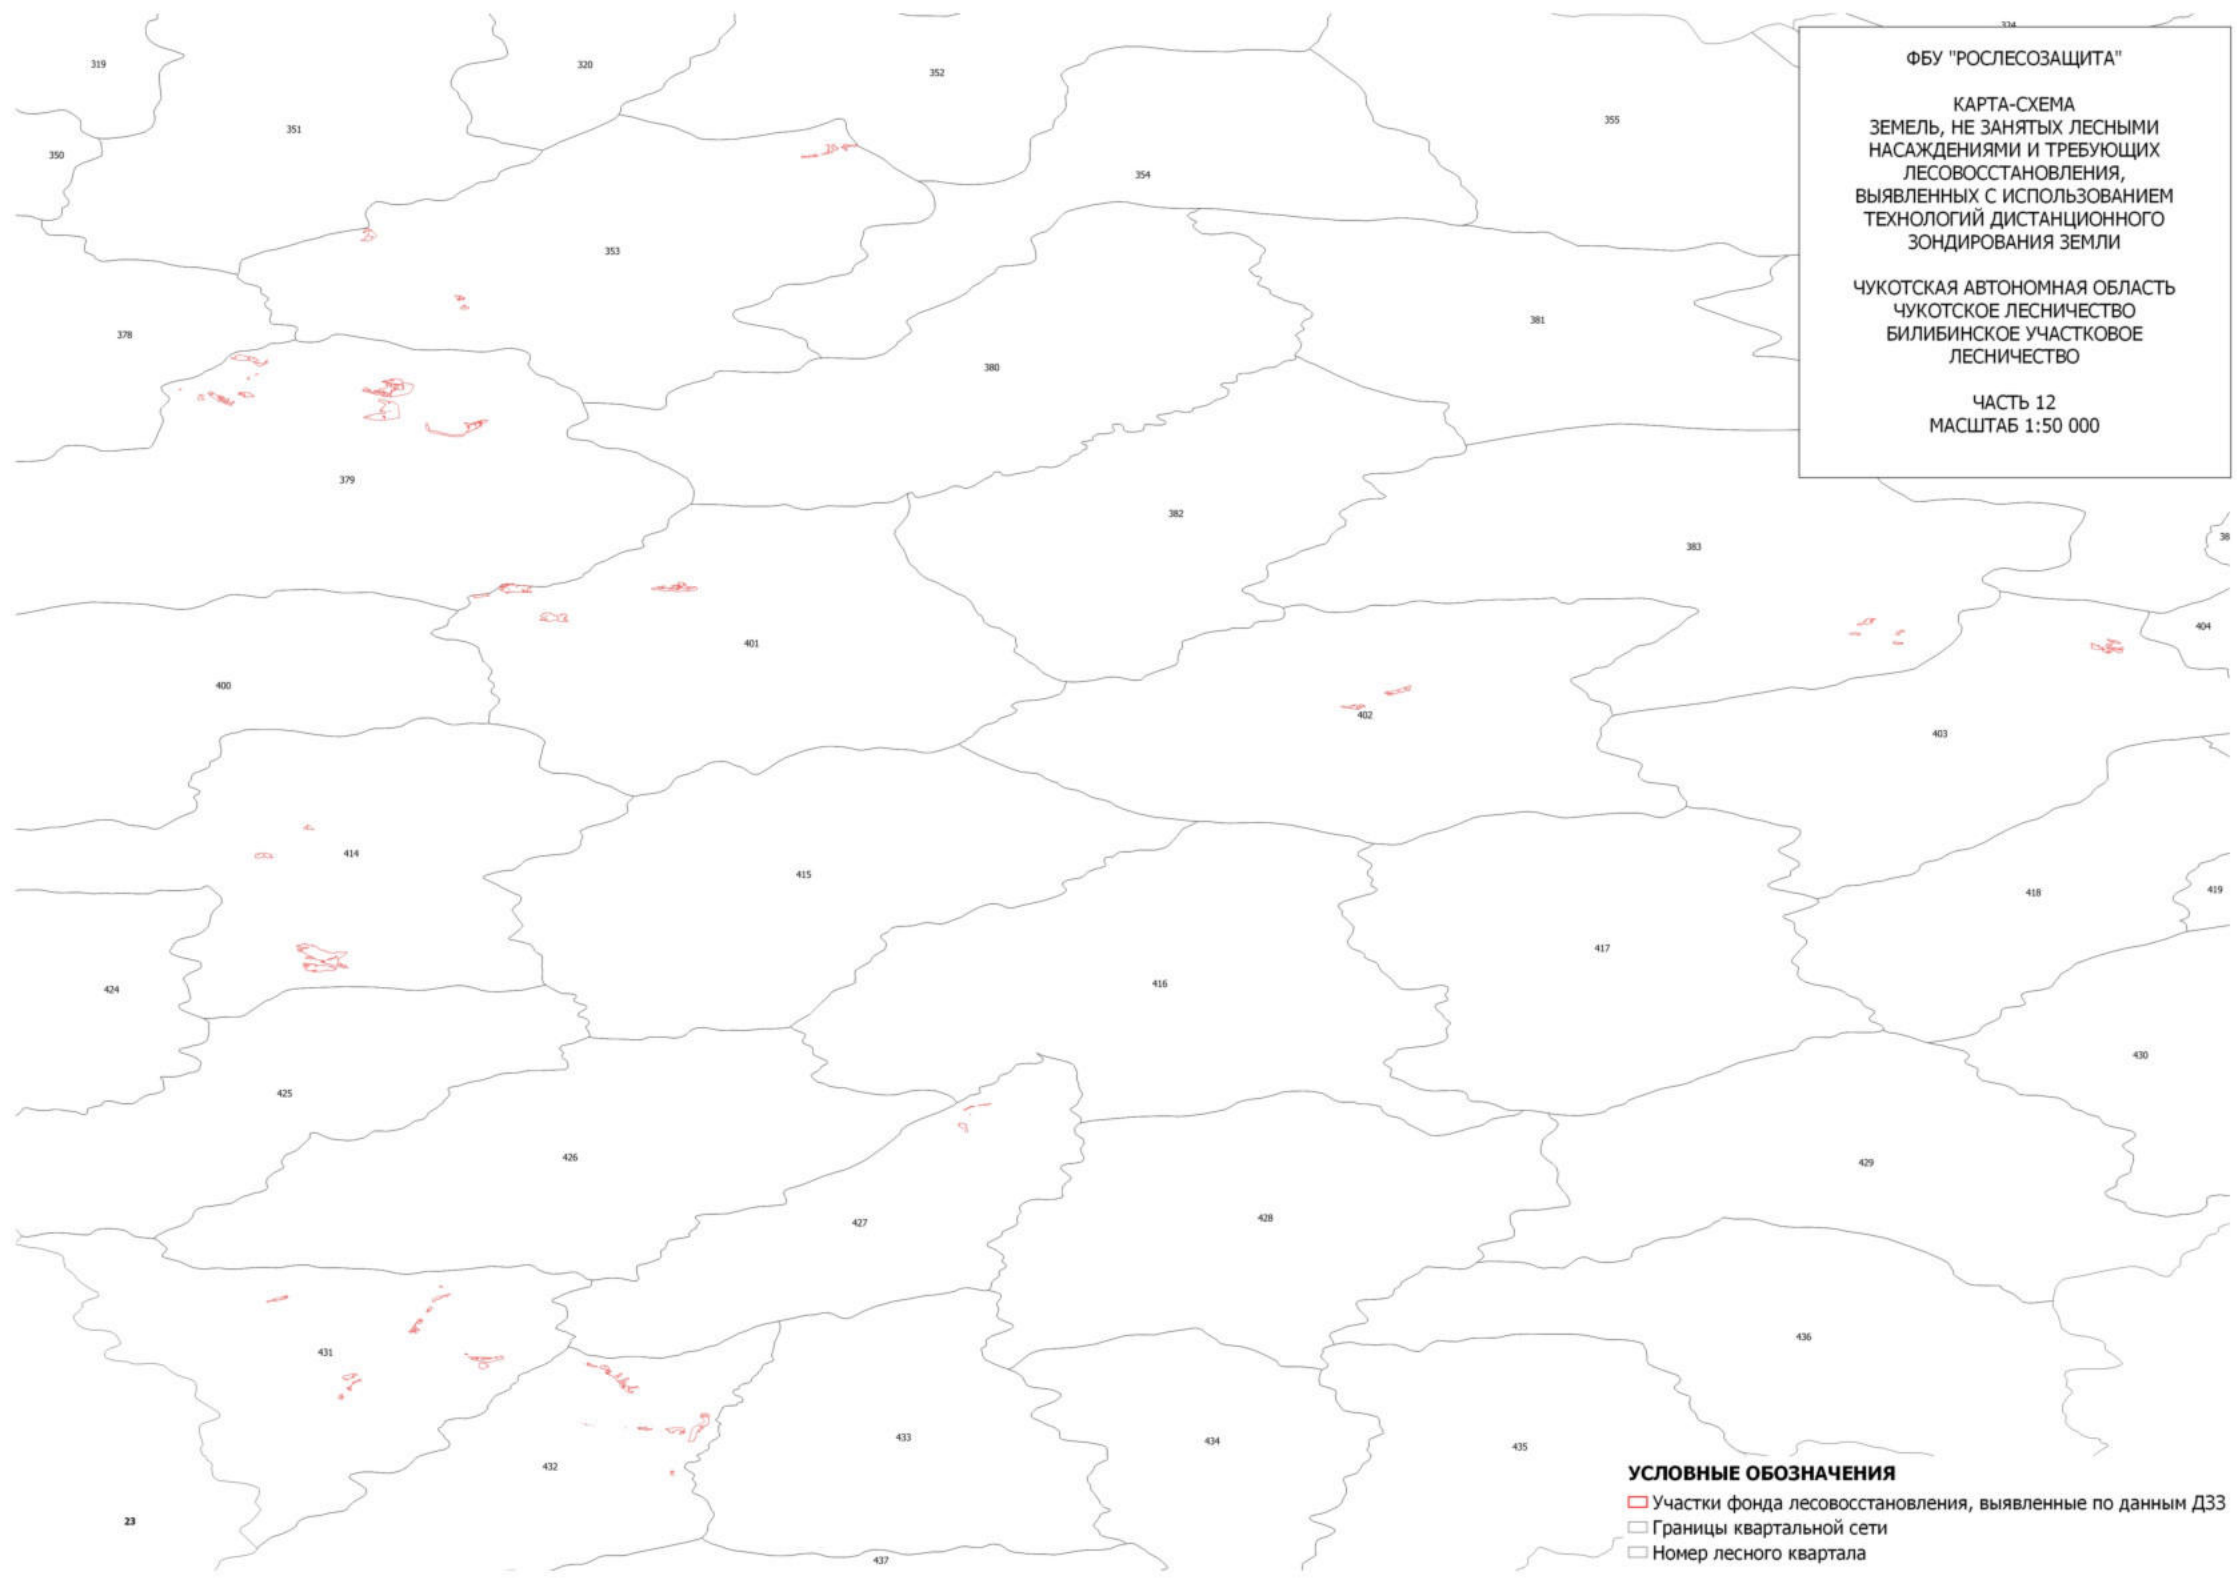 324
319
320
352
ФБУ "РОСЛЕСОЗАЩИТА"
КАРТА-СХЕМА
ЗЕМЕЛЬ, НЕ ЗАНЯТЫХ ЛЕСНЫМИ
НАСАЖДЕНИЯМИ И ТРЕБУЮЩИХ
ЛЕСОВОССТАНОВЛЕНИЯ,
ВЫЯВЛЕННЫХ С ИСПОЛЬЗОВАНИЕМ
ТЕХНОЛОГИЙ ДИСТАНЦИОННОГО
ЗОНДИРОВАНИЯ ЗЕМЛИ
ЧУКОТСКАЯ АВТОНОМНАЯ ОБЛАСТЬ
ЧУКОТСКОЕ ЛЕСНИЧЕСТВО
БИЛИБИНСКОЕ УЧАСТКОВОЕ
ЛЕСНИЧЕСТВО
ЧАСТЬ 12
МАСШТАБ 1:50 000
351
355
350
354
353
378
381
380
379
382
383
38
401
404
400
402
403
414
415
418
419
417
424
416
430
425
426
429
427
428
431
436
432
433
434
435
23
437
УСЛОВНЫЕ ОБОЗНАЧЕНИЯ
Участки фонда лесовосстановления, выявленные по данным ДЗЗ
Границы квартальной сети
Номер лесного квартала